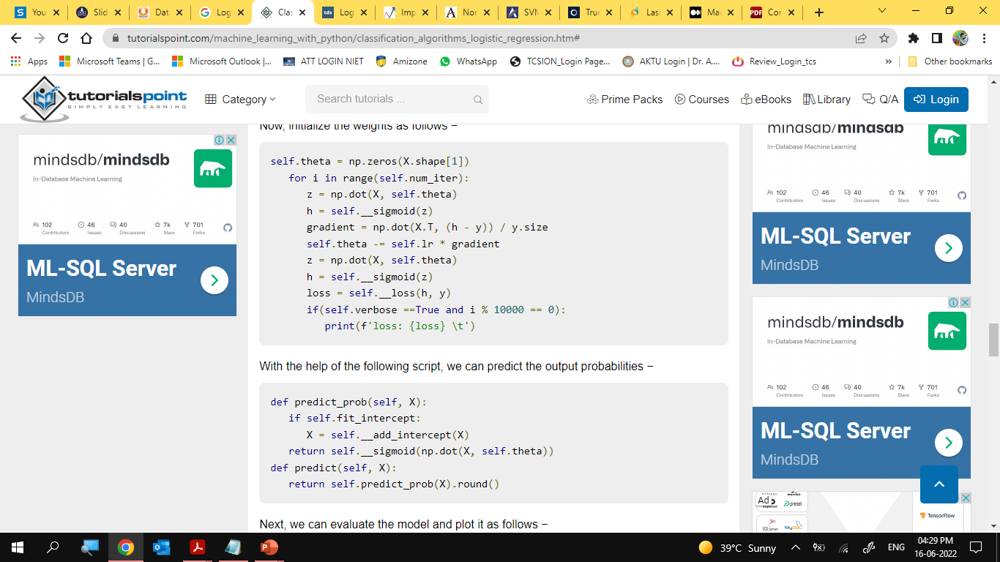 You
Slid
Data
Log
Clas
tds
Log
Imp
A
Nor
SVM
True
Lass
Mac
PDF
Cor
tutorialspoint.com/machine_learning_with_python/classification_algorithms_logistic_regression.htm#
Apps
Microsoft Teams | G...
Microsoft Outlook |...
ATT LOGIN NIET
Amizone
WhatsApp
TCSION_Login Page...
AKTU Login | Dr. A....
Review_Login_tcs
»
Other bookmarks
tutorialspoint
SIMPLY EASY LEARNING
Category
Search tutorials ...
Prime Packs
Courses
eBooks
Library
Q/A
Login
Now, initialize the weights as follows −
self.theta = np.zeros(X.shape[1])
for i in range(self.num_iter):
z = np.dot(X, self.theta)
h = self.__sigmoid(z)
gradient = np.dot(X.T, (h - y)) / y.size
self.theta -= self.lr * gradient
z = np.dot(X, self.theta)
h = self.__sigmoid(z)
loss = self.__loss(h, y)
if(self.verbose ==True and i % 10000 == 0):
print(f'loss: {loss} \t')
With the help of the following script, we can predict the output probabilities −
def predict_prob(self, X):
if self.fit_intercept:
X = self.__add_intercept(X)
return self.__sigmoid(np.dot(X, self.theta))
def predict(self, X):
return self.predict_prob(X).round()
Next, we can evaluate the model and plot it as follows −
mindsdb/mindsdb
In-Database Machine Learning
102 46 40 7k 701
Contributors Issues Discussions Stars Forks
ML-SQL Server
MindsDB
mindsdb/mindsdb
In-Database Machine Learning
102 46 40 7k 701
Contributors Issues Discussions Stars Forks
ML-SQL Server
MindsDB
mindsdb/mindsdb
In-Database Machine Learning
102 46 40 7k 701
Contributors Issues Discussions Stars Forks
ML-SQL Server
MindsDB
Ad
preset
SQL Server
MySQL
TensorFlow
39°C Sunny
ENG
04:29 PM
16-06-2022